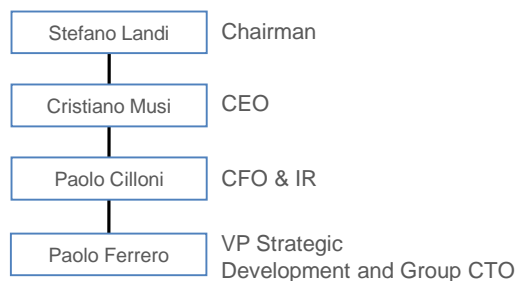 Stefano Landi
Chairman
Cristiano Musi
CEO
Paolo Cilloni
CFO & IR
Paolo Ferrero
VP Strategic
Development and Group CTO